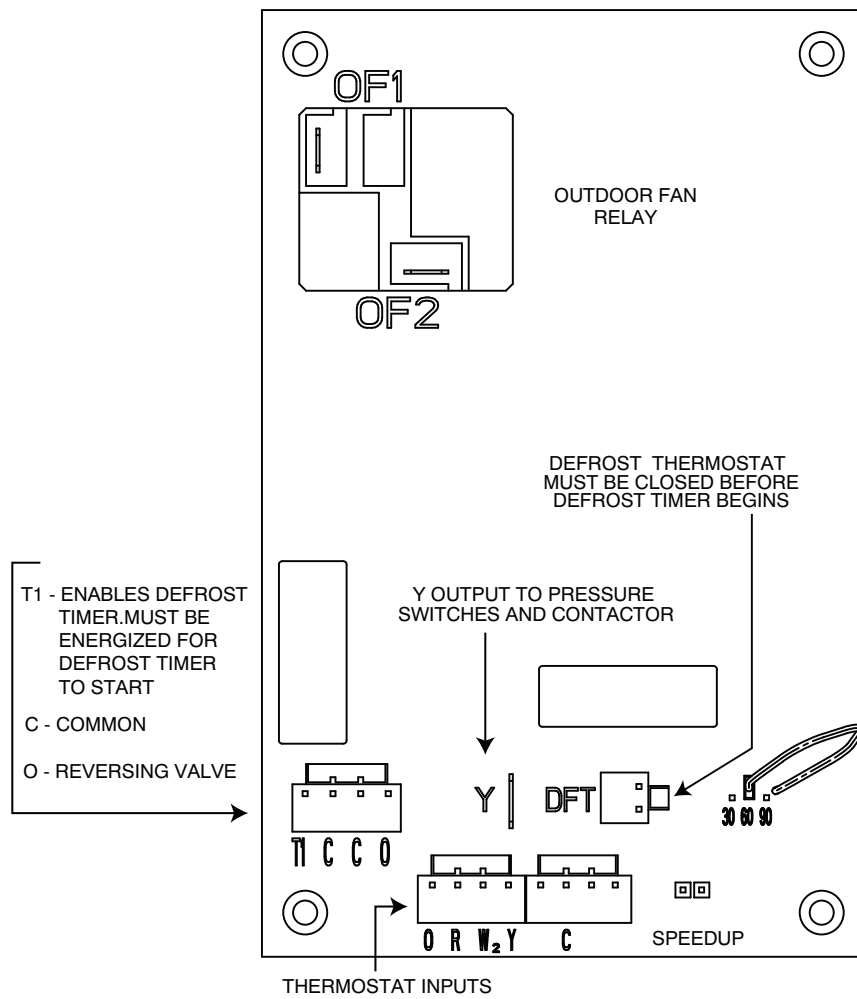 OF1
OUTDOOR FAN
RELAY
OF2
DEFROST THERMOSTAT
MUST BE CLOSED BEFORE
DEFROST TIMER BEGINS
T1 - ENABLES DEFROST
TIMER.MUST BE
ENERGIZED FOR
DEFROST TIMER
TO START
C - COMMON
O - REVERSING VALVE
Y OUTPUT TO PRESSURE
SWITCHES AND CONTACTOR
Y
DFT
30 60 90
T1 C C O
O R W₂ Y C
SPEEDUP
THERMOSTAT INPUTS